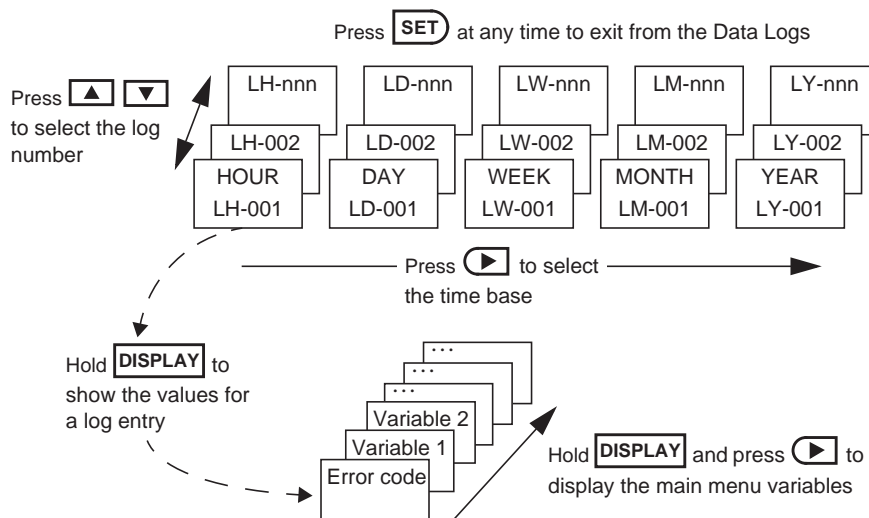 Press SET at any time to exit from the Data Logs
Press ▲ ▼
to select the log
number
LH-nnn LD-nnn LW-nnn LM-nnn LY-nnn
LH-002 LD-002 LW-002 LM-002 LY-002
HOUR DAY WEEK MONTH YEAR
LH-001 LD-001 LW-001 LM-001 LY-001
Press ▶ to select
the time base
Hold DISPLAY to
show the values for
a log entry
...
...
...
Variable 2
Variable 1
Error code
Hold DISPLAY and press ▶ to
display the main menu variables